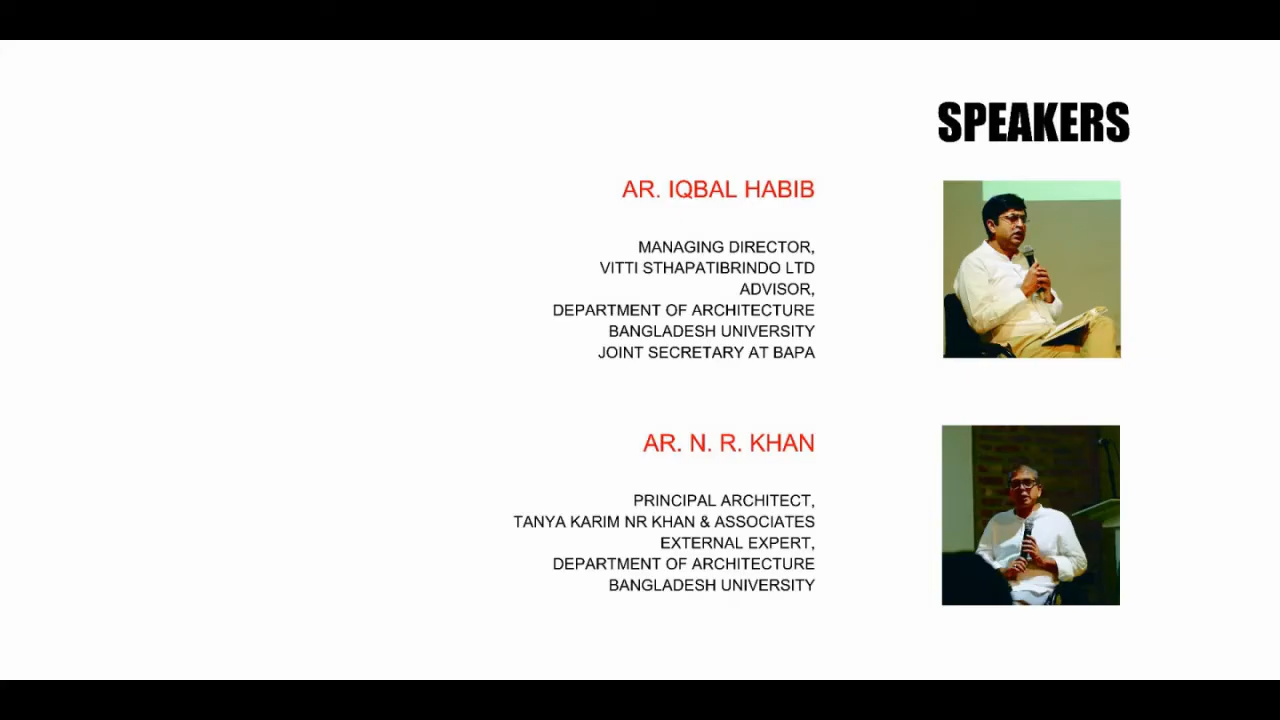 SPEAKERS
AR. IQBAL HABIB
MANAGING DIRECTOR,
VITTI STHAPATIBRINDO LTD
ADVISOR,
DEPARTMENT OF ARCHITECTURE
BANGLADESH UNIVERSITY
JOINT SECRETARY AT BAPA
AR. N. R. KHAN
PRINCIPAL ARCHITECT,
TANYA KARIM NR KHAN & ASSOCIATES
EXTERNAL EXPERT,
DEPARTMENT OF ARCHITECTURE
BANGLADESH UNIVERSITY